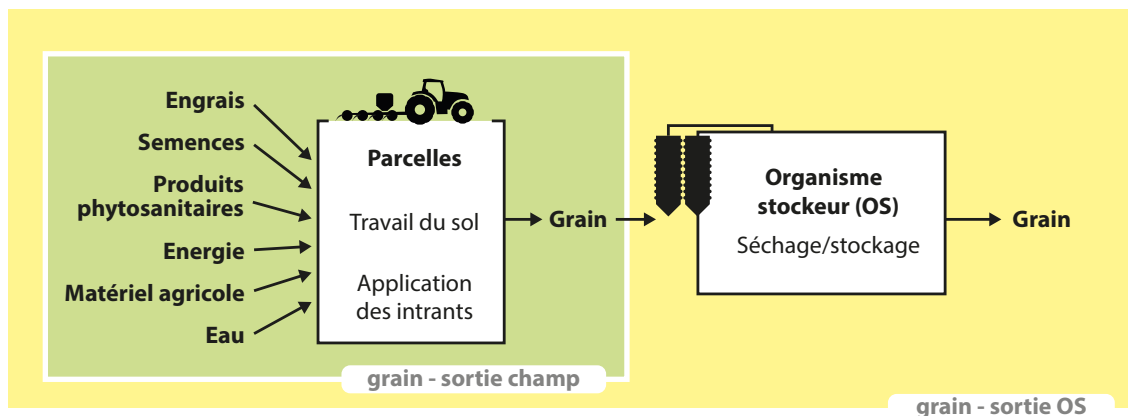 Engrais
Semences
Produits
phytosanitaires
Energie
Matériel agricole
Eau
Parcelles
Travail du sol
Application
des intrants
Grain
grain - sortie champ
Organisme
stockeur (OS)
Séchage/stockage
Grain
grain - sortie OS